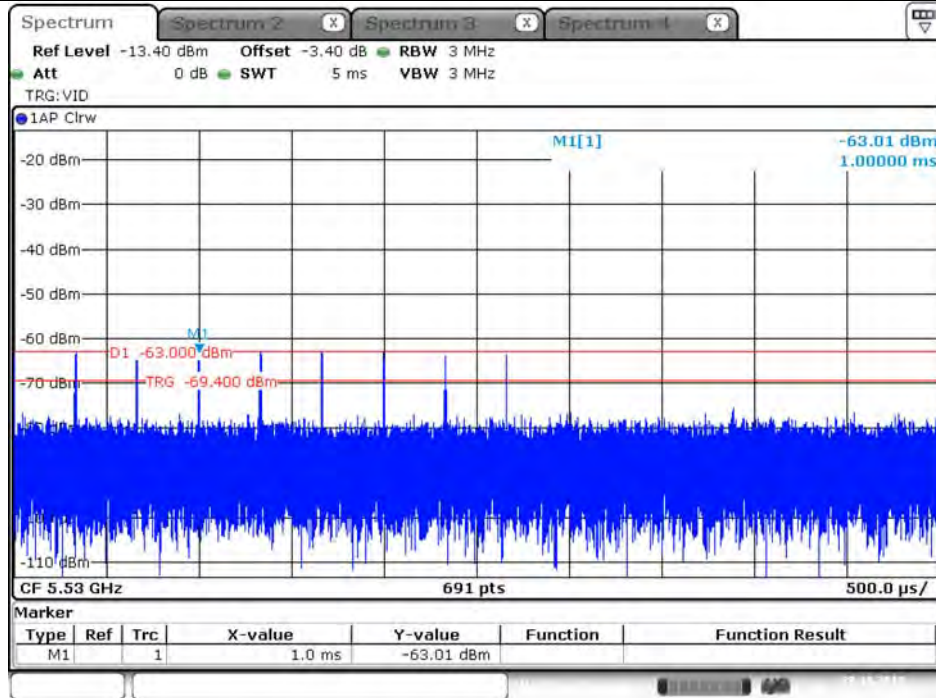 Spectrum Spectrum 2 X Spectrum 3 X Spectrum 4 X
Ref Level -13.40 dBm Offset -3.40 dB RBW 3 MHz
Att 0 dB SWT 5 ms VBW 3 MHz
TRG:VID
1AP Clrw
M1[1] -63.01 dBm
1.00000 ms
-20 dBm
-30 dBm
-40 dBm
-50 dBm
-60 dBm
M1
D1 -63.000 dBm
-70 dBm
TRG -69.400 dBm
-110 dBm
CF 5.53 GHz 691 pts 500.0 µs/
Marker
Type Ref Trc X-value Y-value Function Function Result
M1 1 1.0 ms -63.01 dBm